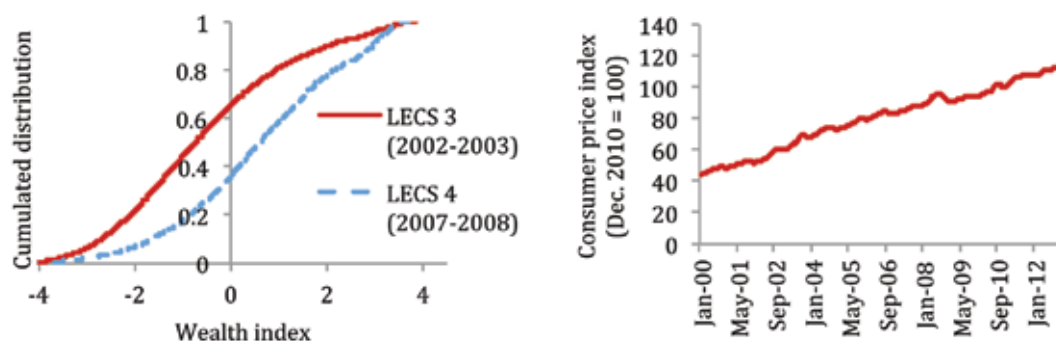 Cumulated distribution
1
0.8
0.6
0.4
0.2
0
-4
-2
0
2
4
Wealth index
LECS 3
(2002-2003)
LECS 4
(2007-2008)
Consumer price index
(Dec. 2010 = 100)
140
120
100
80
60
40
20
0
Jan-00
May-01
Sep-02
Jan-04
May-05
Sep-06
Jan-08
May-09
Sep-10
Jan-12